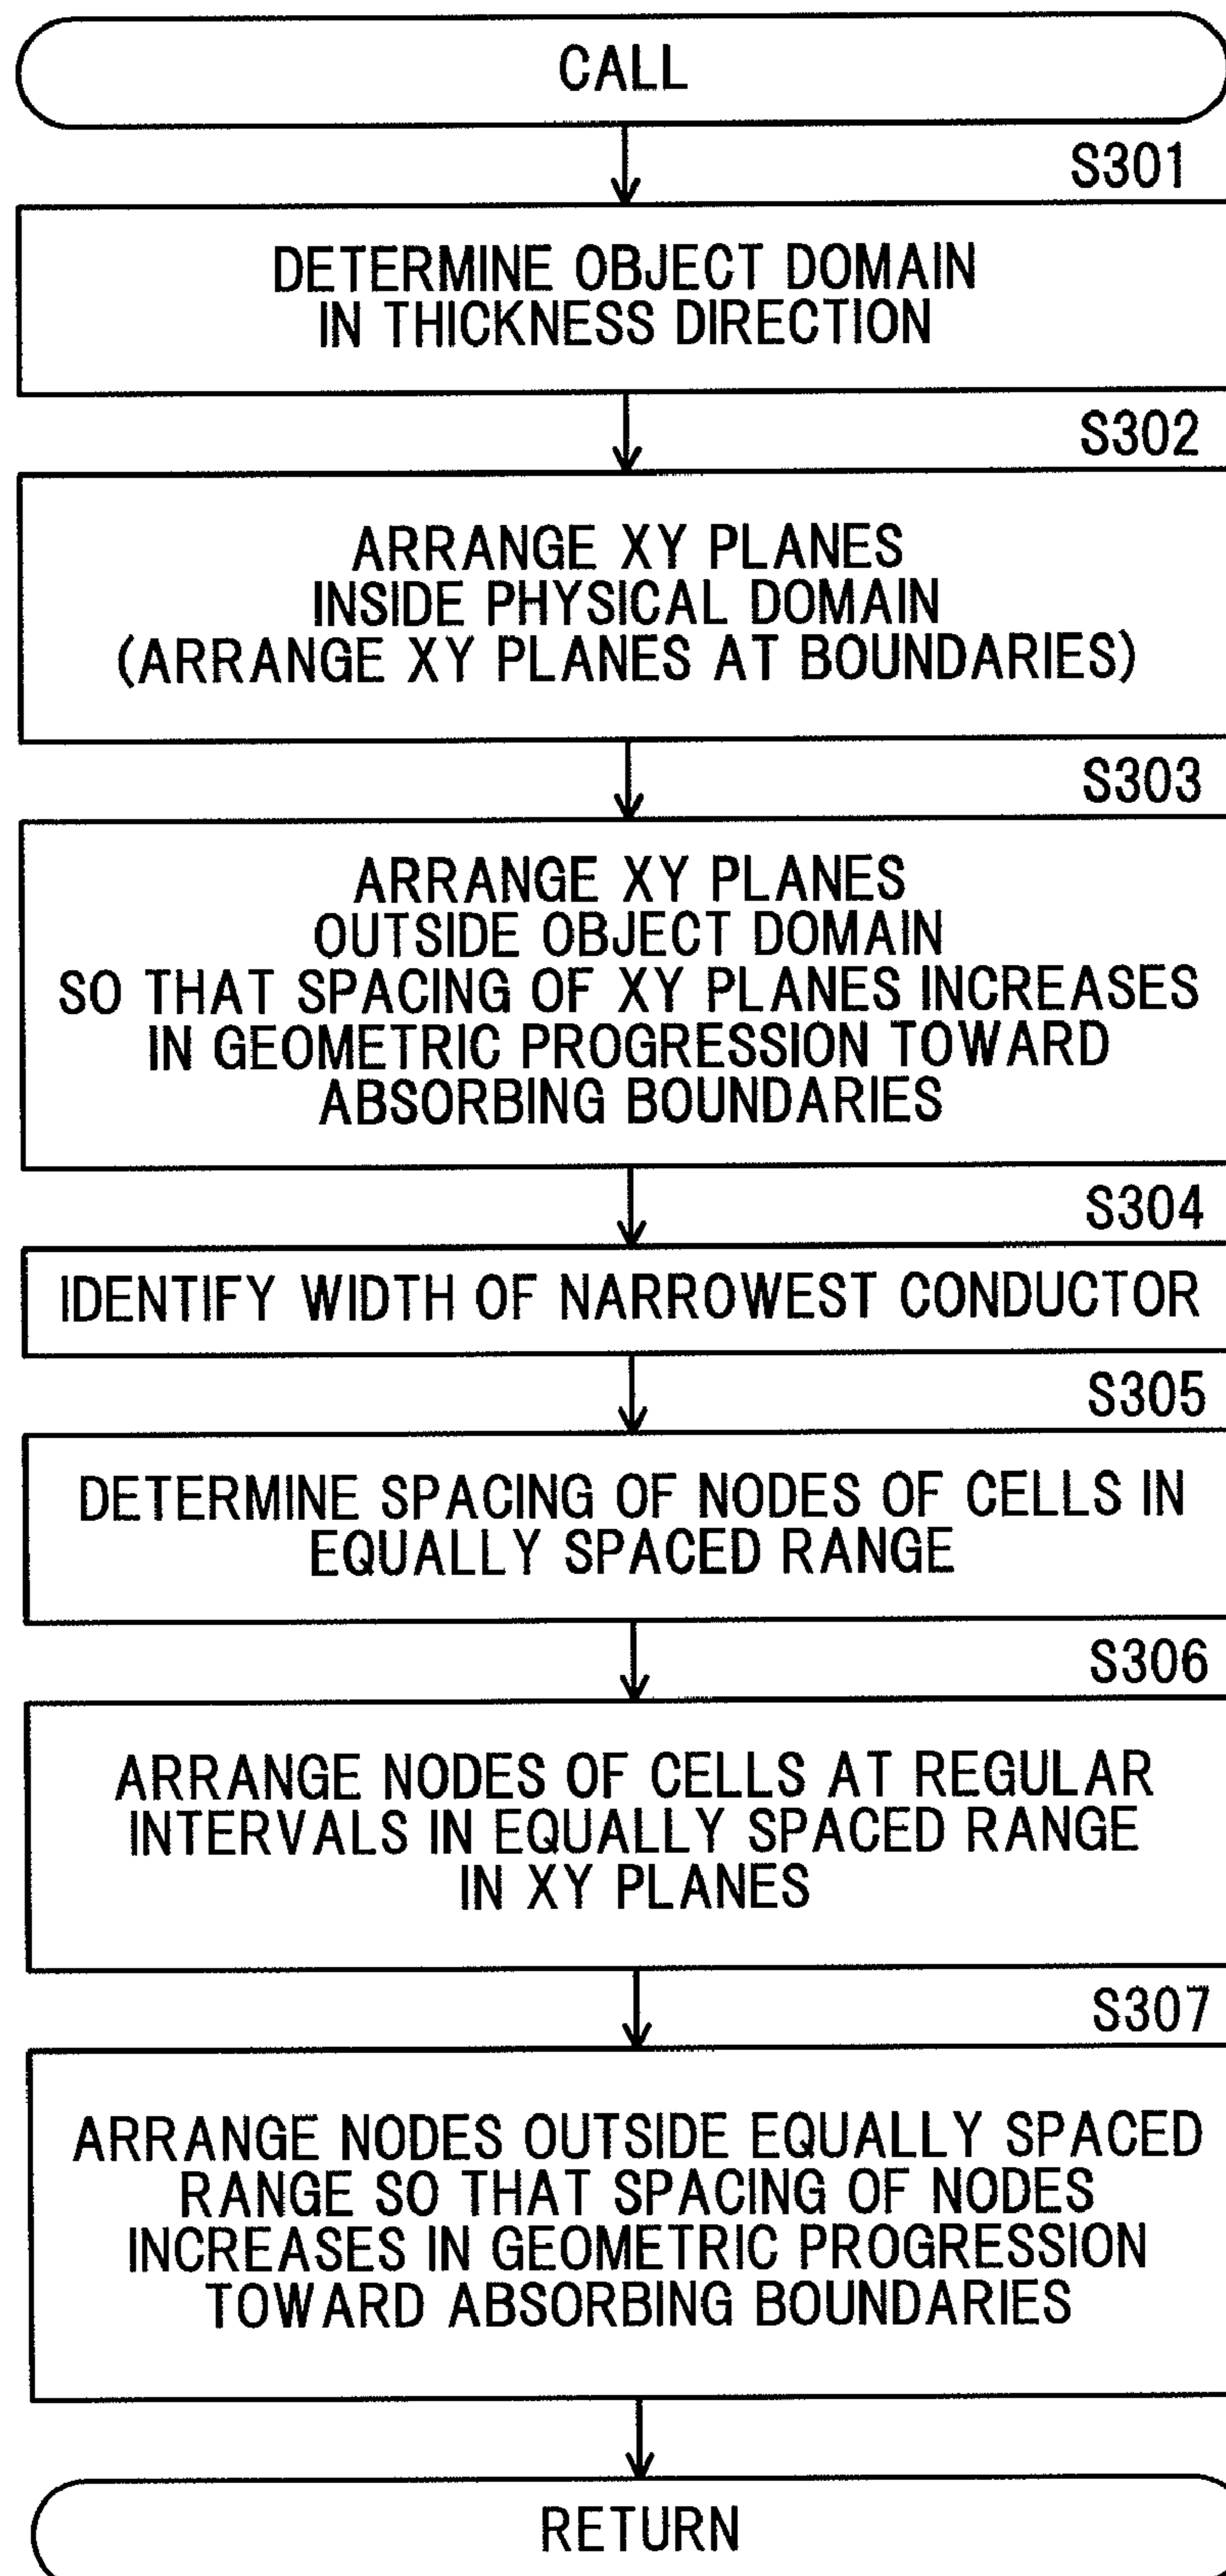 CALL
S301
DETERMINE OBJECT DOMAIN
IN THICKNESS DIRECTION
S302
ARRANGE XY PLANES
INSIDE PHYSICAL DOMAIN
(ARRANGE XY PLANES AT BOUNDARIES)
S303
ARRANGE XY PLANES
OUTSIDE OBJECT DOMAIN
SO THAT SPACING OF XY PLANES INCREASES
IN GEOMETRIC PROGRESSION TOWARD
ABSORBING BOUNDARIES
S304
IDENTIFY WIDTH OF NARROWEST CONDUCTOR
S305
DETERMINE SPACING OF NODES OF CELLS IN
EQUALLY SPACED RANGE
S306
ARRANGE NODES OF CELLS AT REGULAR
INTERVALS IN EQUALLY SPACED RANGE
IN XY PLANES
S307
ARRANGE NODES OUTSIDE EQUALLY SPACED
RANGE SO THAT SPACING OF NODES
INCREASES IN GEOMETRIC PROGRESSION
TOWARD ABSORBING BOUNDARIES
RETURN